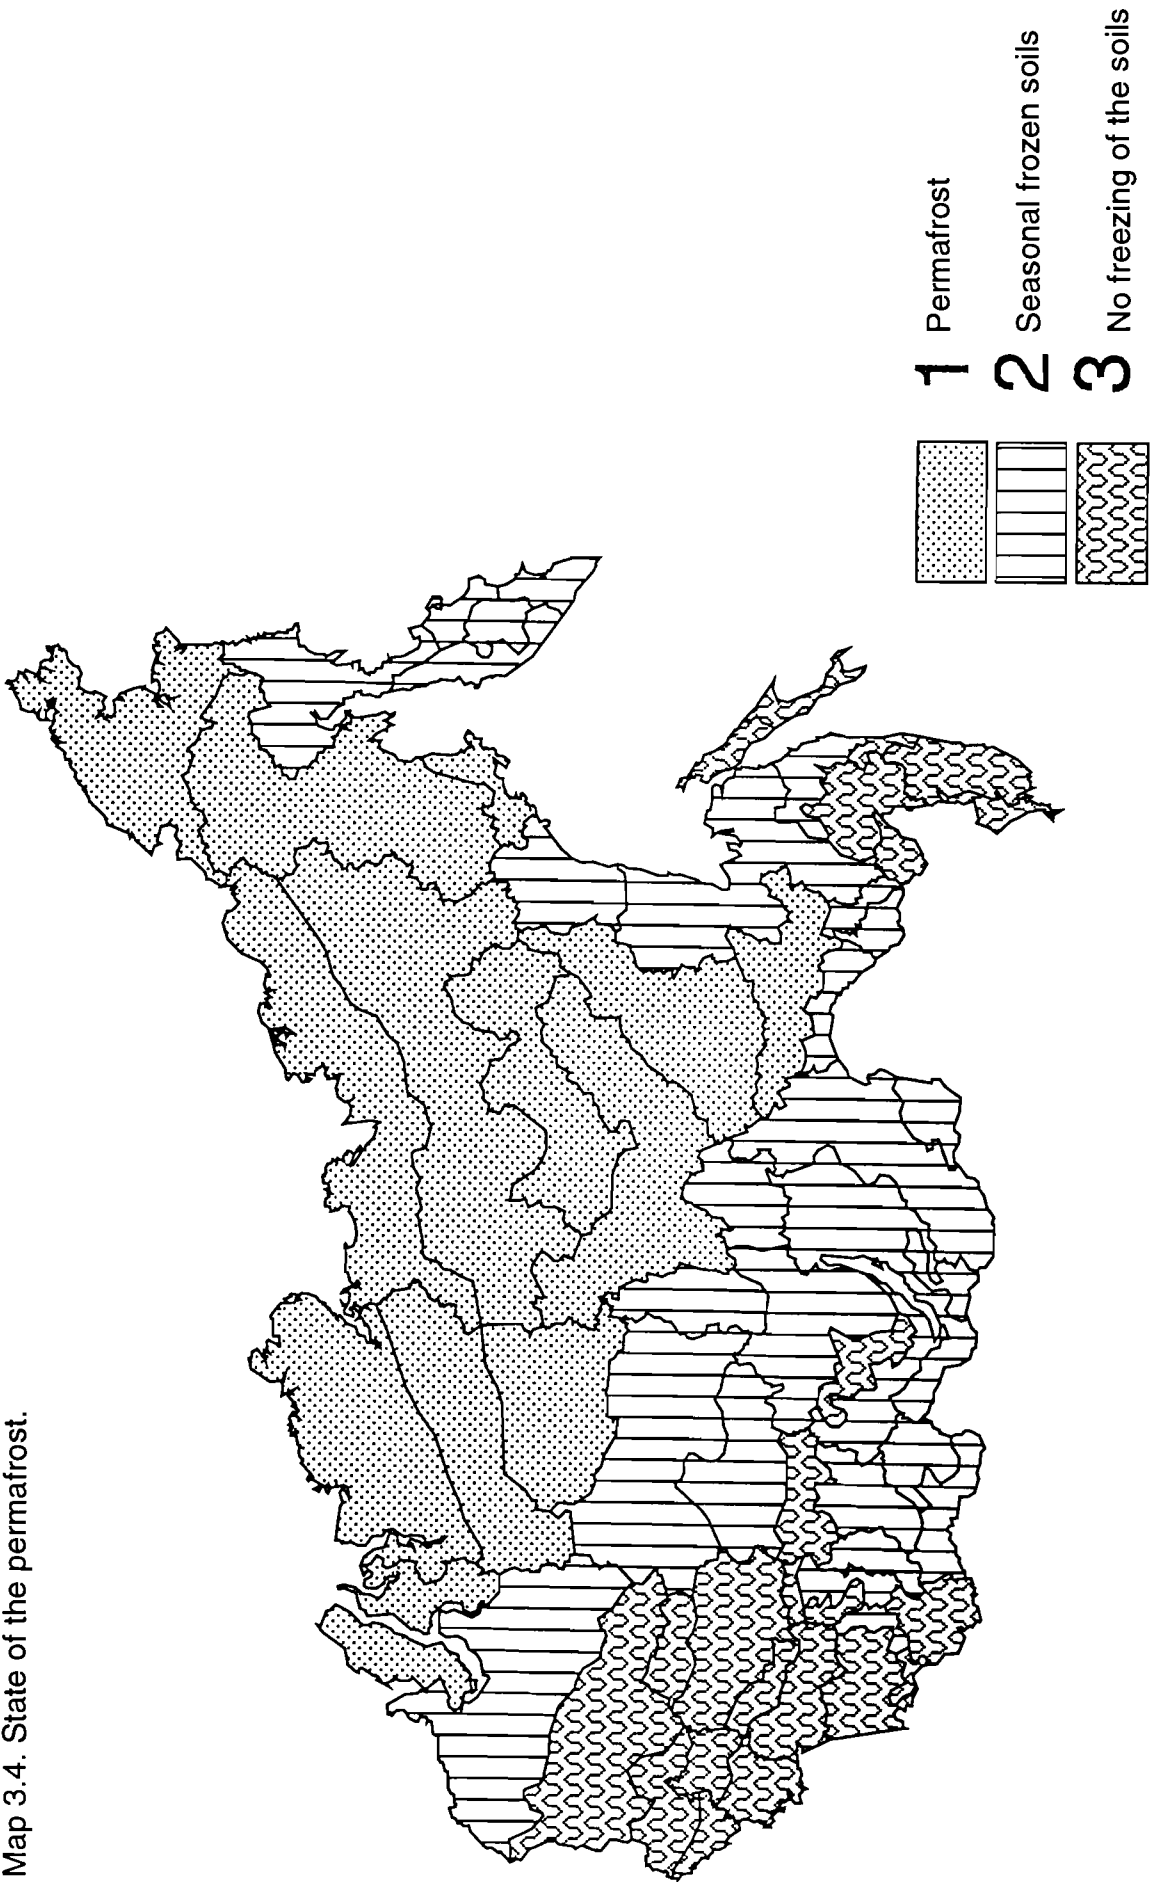 Map 3.4. State of the permafrost.
1 Permafrost
2 Seasonal frozen soils
3 No freezing of the soils